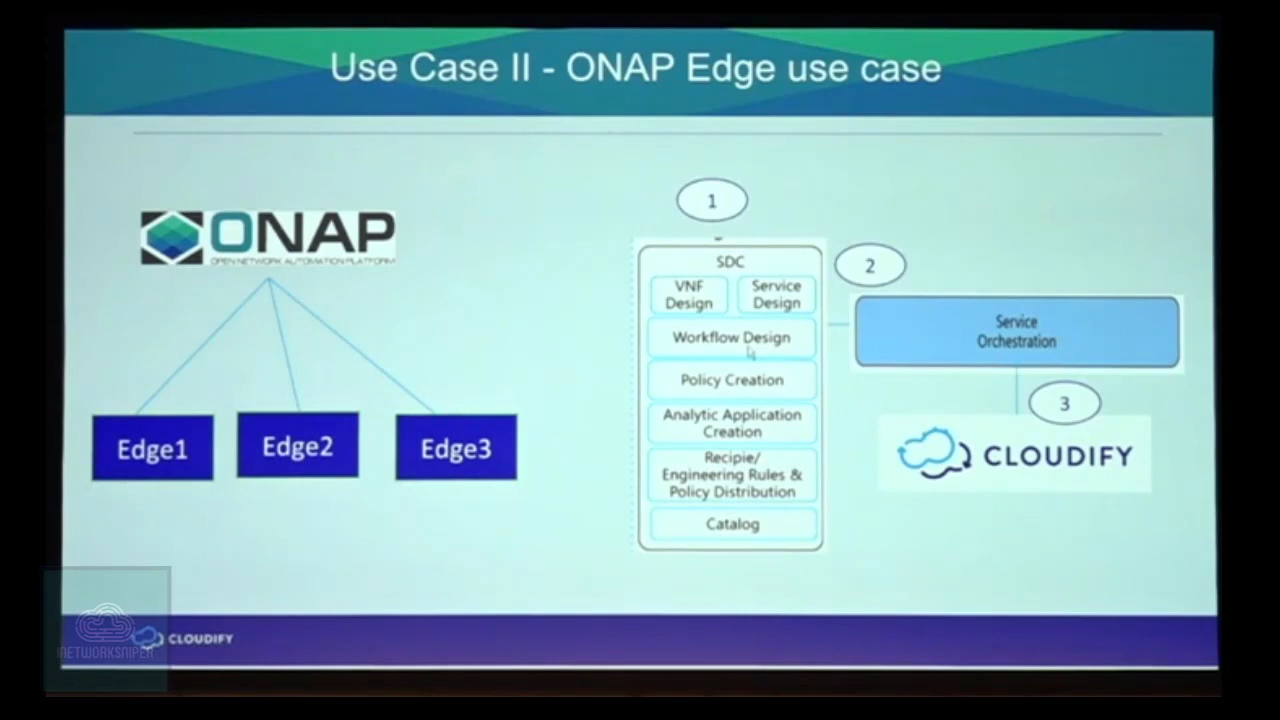 Use Case II - ONAP Edge use case
ONAP
OPEN NETWORK AUTOMATION PLATFORM
Edge1
Edge2
Edge3
1
SDC
VNF
Design
Service
Design
Workflow Design
Policy Creation
Analytic Application
Creation
Recipie/
Engineering Rules &
Policy Distribution
Catalog
2
Service
Orchestration
3
CLOUDIFY
CLOUDIFY
INETWORKSNIPER